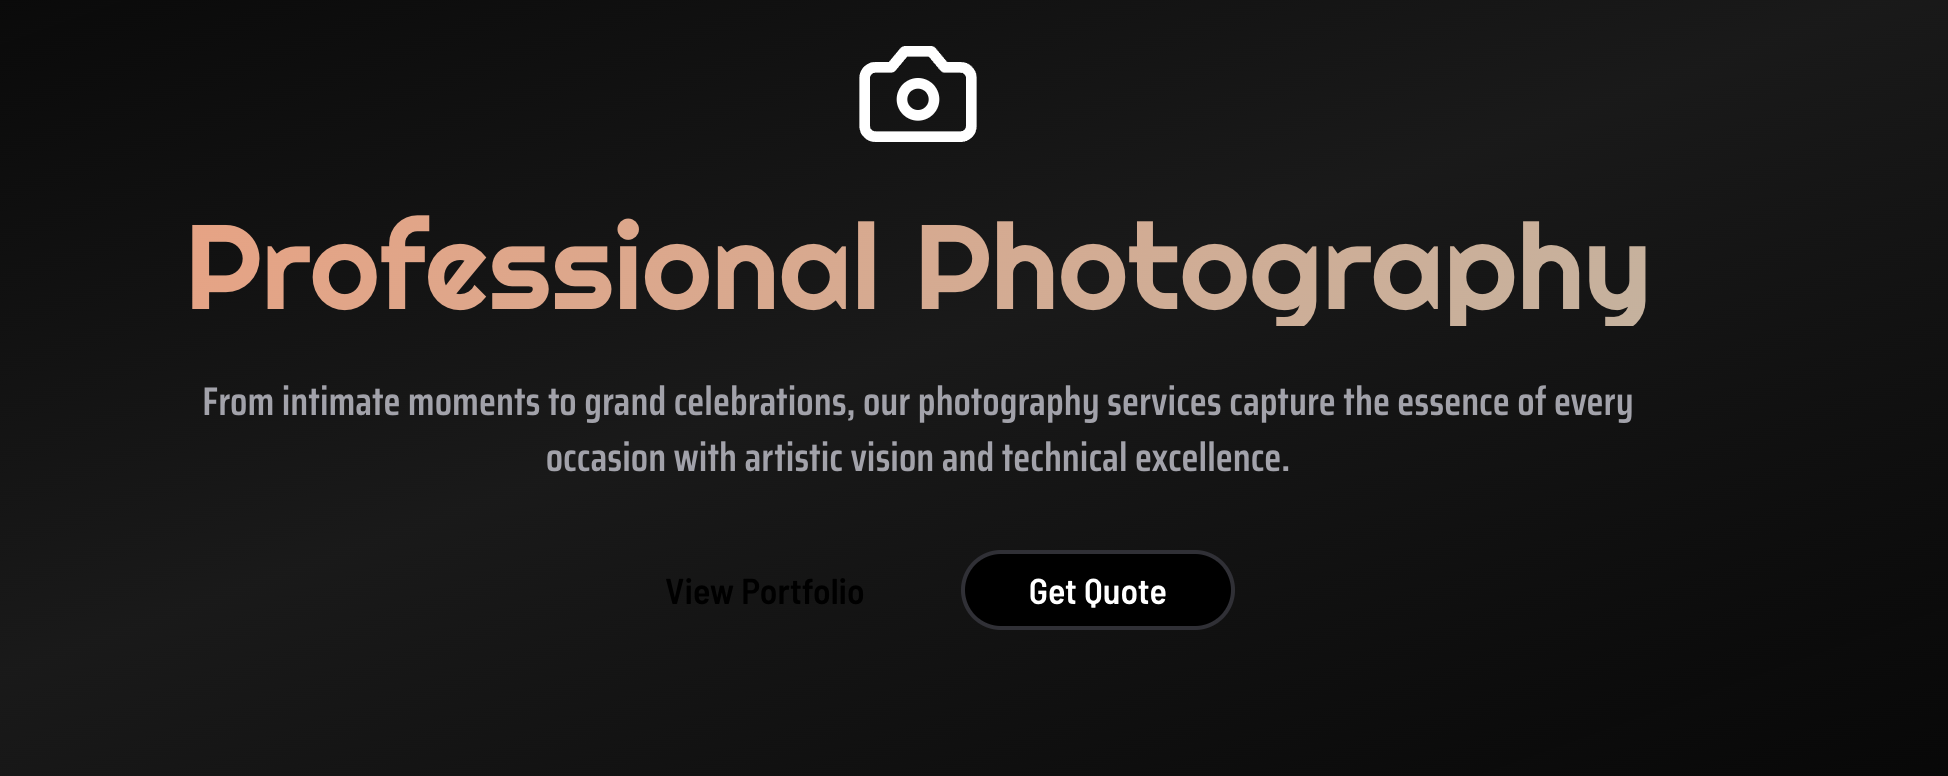 Professional Photography
From intimate moments to grand celebrations, our photography services capture the essence of every
occasion with artistic vision and technical excellence.
View Portfolio
Get Quote